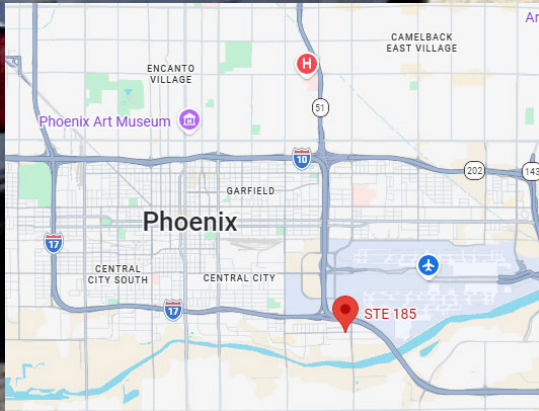 Ar
CAMELBACK
EAST VILLAGE
ENCANTO
VILLAGE
H
51
Phoenix Art Museum
10
202
143
GARFIELD
Phoenix
17
CENTRAL
CITY SOUTH
CENTRAL CITY
17
STE 185